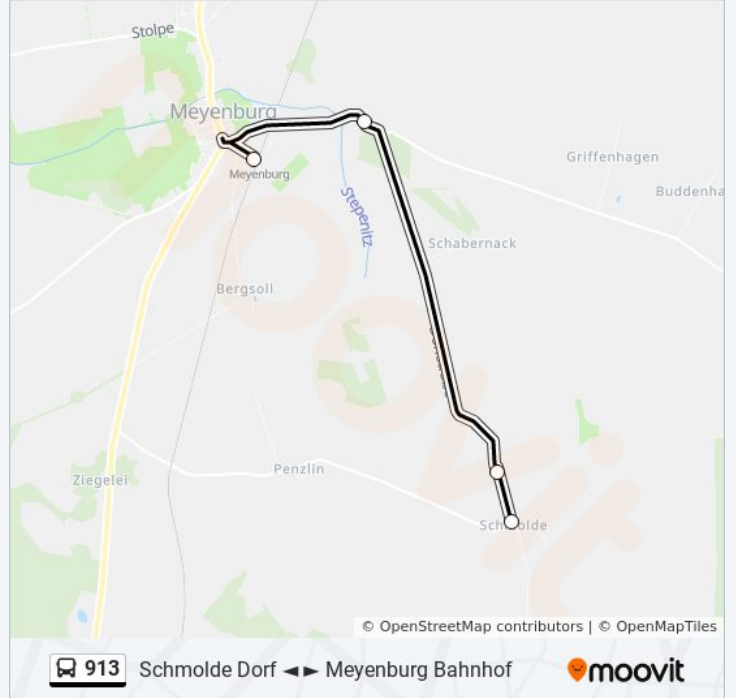 Stolpe
Meyenburg
Griffenhagen
Meyenburg
Buddenha
Stepenitz
Schabernack
Bergsoll
Penzlin
Ziegelei
Schmolde
© OpenStreetMap contributors | © OpenMapTiles
913 Schmolde Dorf ◄► Meyenburg Bahnhof
moovit